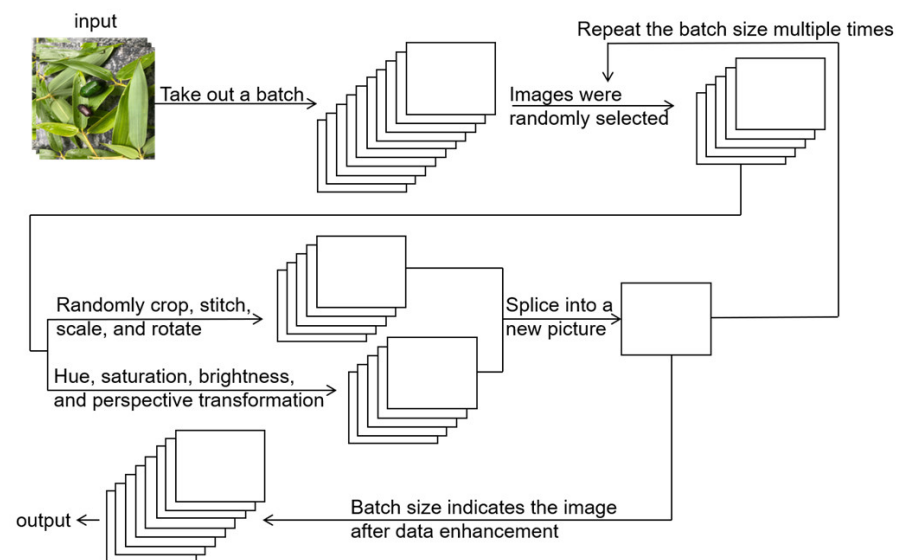 input
Repeat the batch size multiple times
Take out a batch
Images were
randomly selected
Randomly crop, stitch,
scale, and rotate
Splice into a
new picture
Hue, saturation, brightness,
and perspective transformation
Batch size indicates the image
after data enhancement
output